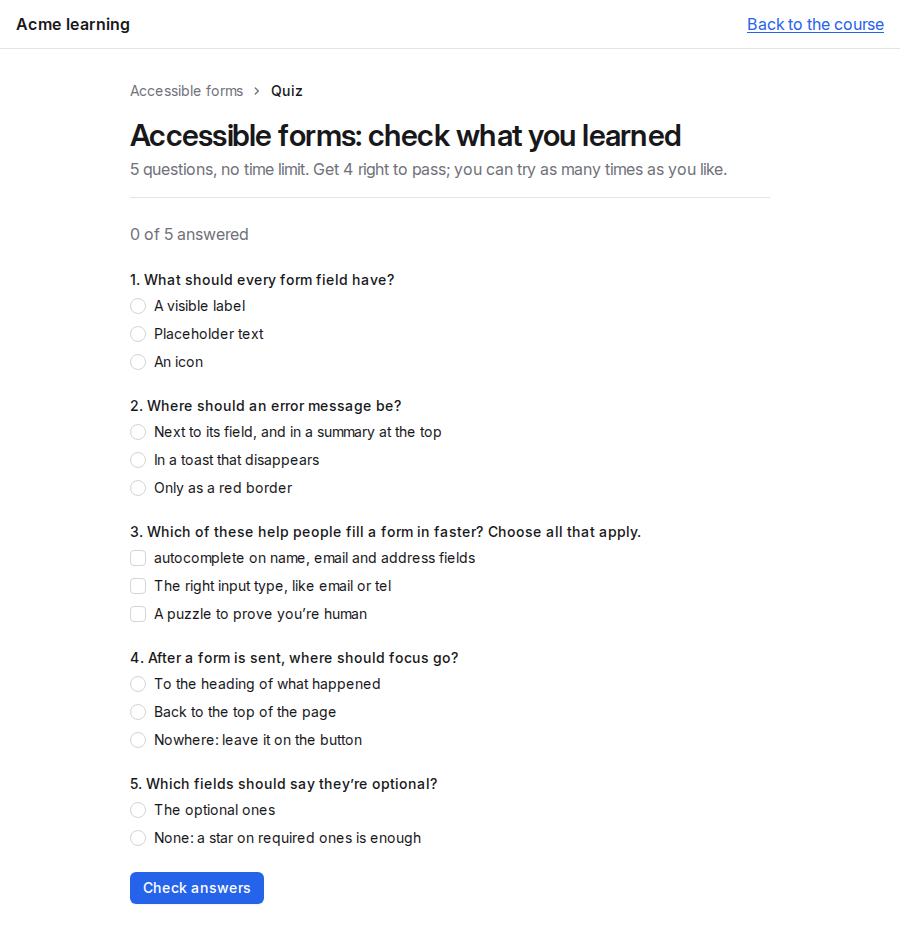 Acme learning
Back to the course
Accessible forms > Quiz
Accessible forms: check what you learned
5 questions, no time limit. Get 4 right to pass; you can try as many times as you like.
0 of 5 answered
1. What should every form field have?
A visible label
Placeholder text
An icon
2. Where should an error message be?
Next to its field, and in a summary at the top
In a toast that disappears
Only as a red border
3. Which of these help people fill a form in faster? Choose all that apply.
autocomplete on name, email and address fields
The right input type, like email or tel
A puzzle to prove you’re human
4. After a form is sent, where should focus go?
To the heading of what happened
Back to the top of the page
Nowhere: leave it on the button
5. Which fields should say they’re optional?
The optional ones
None: a star on required ones is enough
Check answers